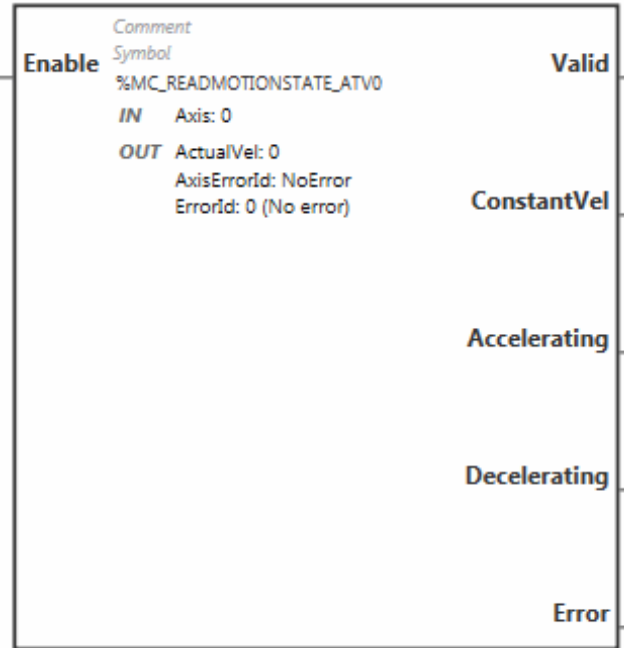 Comment
Enable Symbol Valid
%MC_READMOTIONSTATE_ATV0
IN Axis: 0
OUT ActualVel: 0
AxisErrorId: NoError
ErrorId: 0 (No error)
ConstantVel
Accelerating
Decelerating
Error